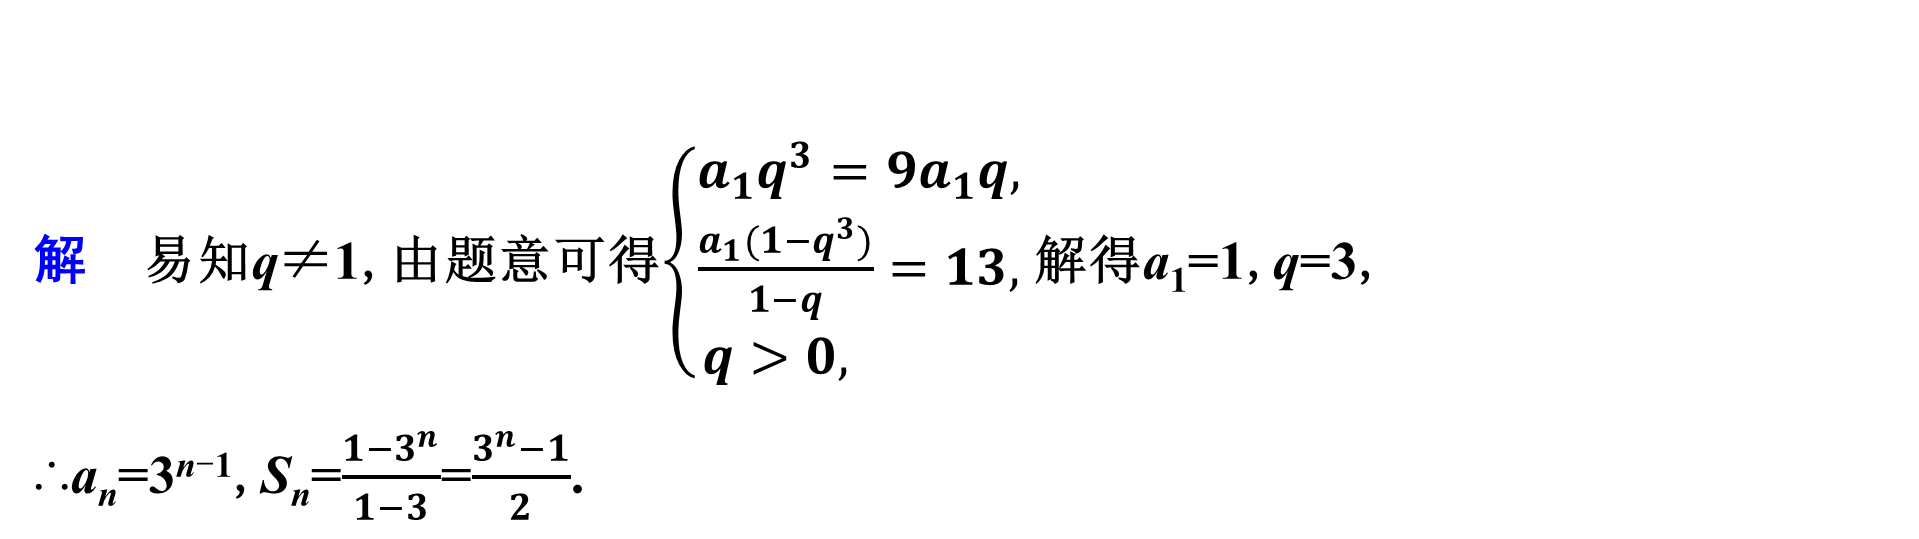 解 易知q≠1, 由题意可得{a₁q³ = 9a₁q, a₁(1−q³)/(1−q) = 13, q > 0, 解得a₁=1, q=3,
∴aₙ=3ⁿ⁻¹, Sₙ=(1−3ⁿ)/(1−3)=(3ⁿ−1)/2.